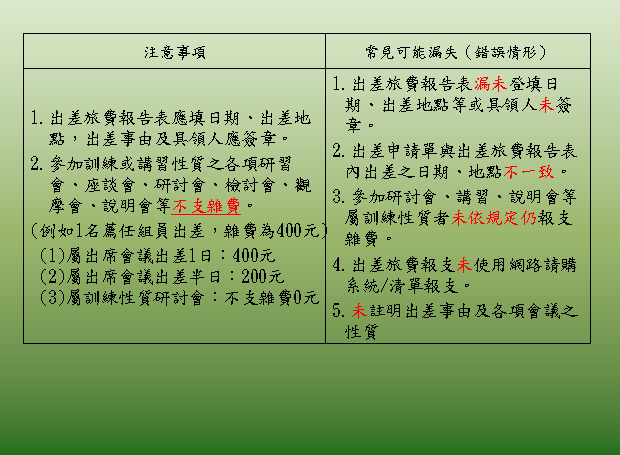 注意事項
常見可能漏失(錯誤情形)
1. 出差旅費報告表應填日期、出差地
點，出差事由及具領人應簽章。
2. 參加訓練或講習性質之各項研習
會、座談會、研討會、檢討會、觀
摩會、說明會等不支雜費。
(例如1名薦任組員出差，雜費為400元)
(1)屬出席會議出差1日：400元
(2)屬出席會議出差半日：200元
(3)屬訓練性質研討會：不支雜費0元
1. 出差旅費報告表漏未登填日
期、出差地點等或具領人未簽
章。
2. 出差申請單與出差旅費報告表
內出差之日期、地點不一致。
3. 參加研討會、講習、說明會等
屬訓練性質者未依規定仍報支
雜費。
4. 出差旅費報支未使用網路請購
系統/清單報支。
5. 未註明出差事由及各項會議之
性質